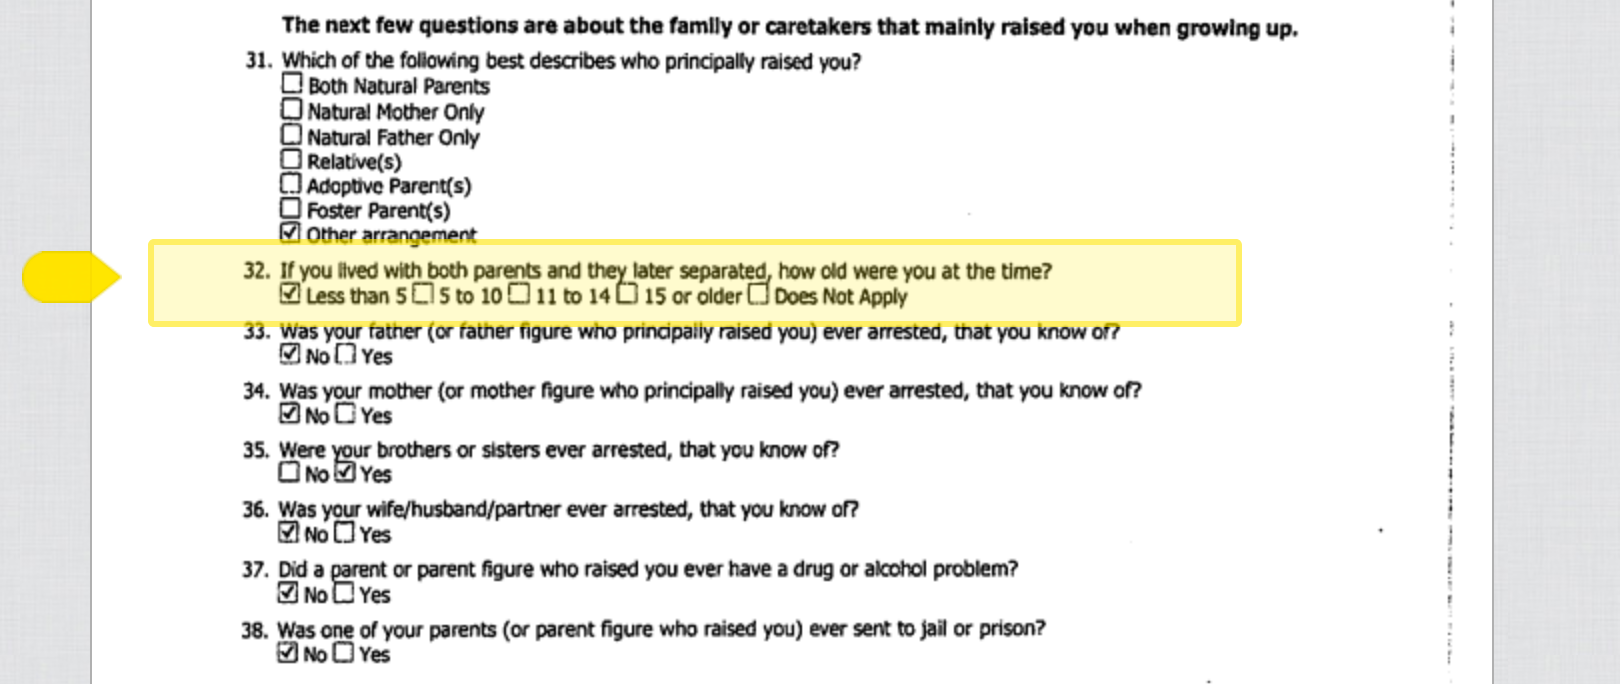 The next few questions are about the family or caretakers that mainly raised you when growing up.
31. Which of the following best describes who principally raised you?
☐ Both Natural Parents
☐ Natural Mother Only
☐ Natural Father Only
☐ Relative(s)
☐ Adoptive Parent(s)
☐ Foster Parent(s)
☑ Other arrangement
32. If you lived with both parents and they later separated, how old were you at the time?
☑ Less than 5 ☐ 5 to 10 ☐ 11 to 14 ☐ 15 or older ☐ Does Not Apply
33. Was your father (or father figure who principally raised you) ever arrested, that you know of?
☑ No ☐ Yes
34. Was your mother (or mother figure who principally raised you) ever arrested, that you know of?
☑ No ☐ Yes
35. Were your brothers or sisters ever arrested, that you know of?
☐ No ☑ Yes
36. Was your wife/husband/partner ever arrested, that you know of?
☑ No ☐ Yes
37. Did a parent or parent figure who raised you ever have a drug or alcohol problem?
☑ No ☐ Yes
38. Was one of your parents (or parent figure who raised you) ever sent to jail or prison?
☑ No ☐ Yes